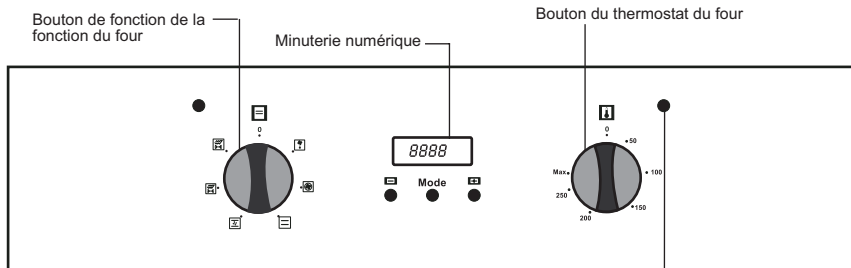 Bouton de fonction de la
fonction du four
Minuterie numérique
Bouton du thermostat du four
0
8888
Mode
0
50
100
150
200
250
Max